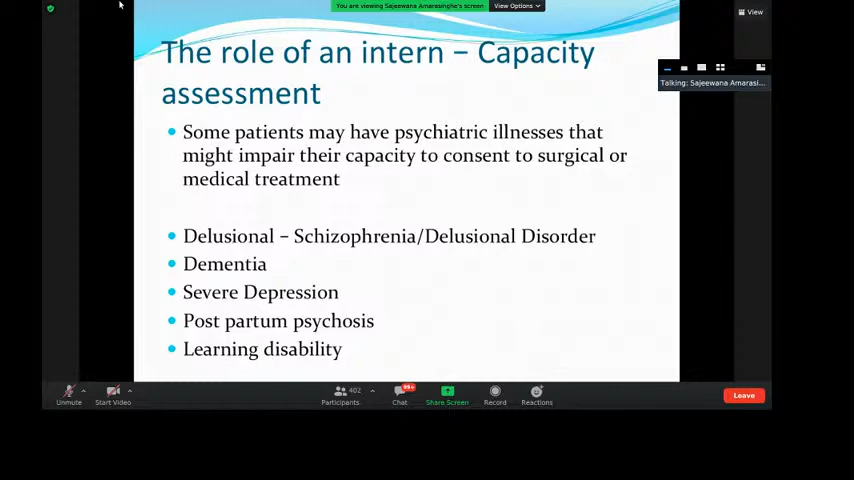 You are viewing Sajeewana Amarasinghe's screen
View Options
View
The role of an intern – Capacity
assessment
Talking: Sajeewana Amarasi...
• Some patients may have psychiatric illnesses that
might impair their capacity to consent to surgical or
medical treatment
• Delusional – Schizophrenia/Delusional Disorder
• Dementia
• Severe Depression
• Post partum psychosis
• Learning disability
99+
402
Unmute
Start Video
Participants
Chat
Share Screen
Record
Reactions
Leave